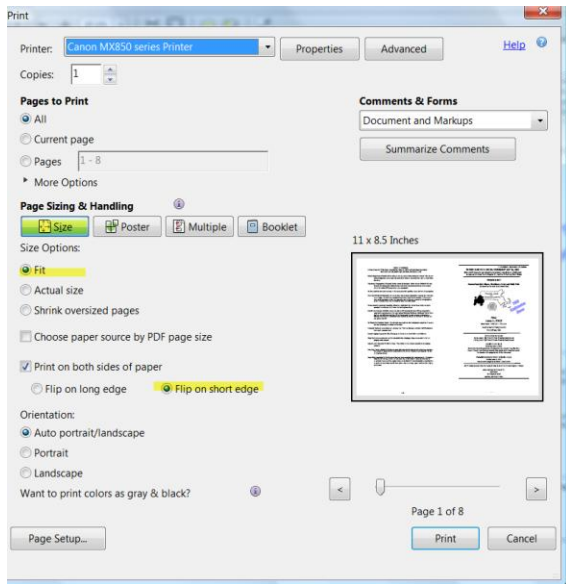 Print
Printer: Canon MX850 series Printer Properties Advanced Help
Copies: 1
Pages to Print
All
Current page
Pages 1 - 8
More Options
Comments & Forms
Document and Markups
Summarize Comments
Page Sizing & Handling
Size Poster Multiple Booklet
Size Options:
Fit
Actual size
Shrink oversized pages
Choose paper source by PDF page size
Print on both sides of paper
Flip on long edge Flip on short edge
Orientation:
Auto portrait/landscape
Portrait
Landscape
Want to print colors as gray & black?
11 x 8.5 Inches
< >
Page 1 of 8
Page Setup... Print Cancel